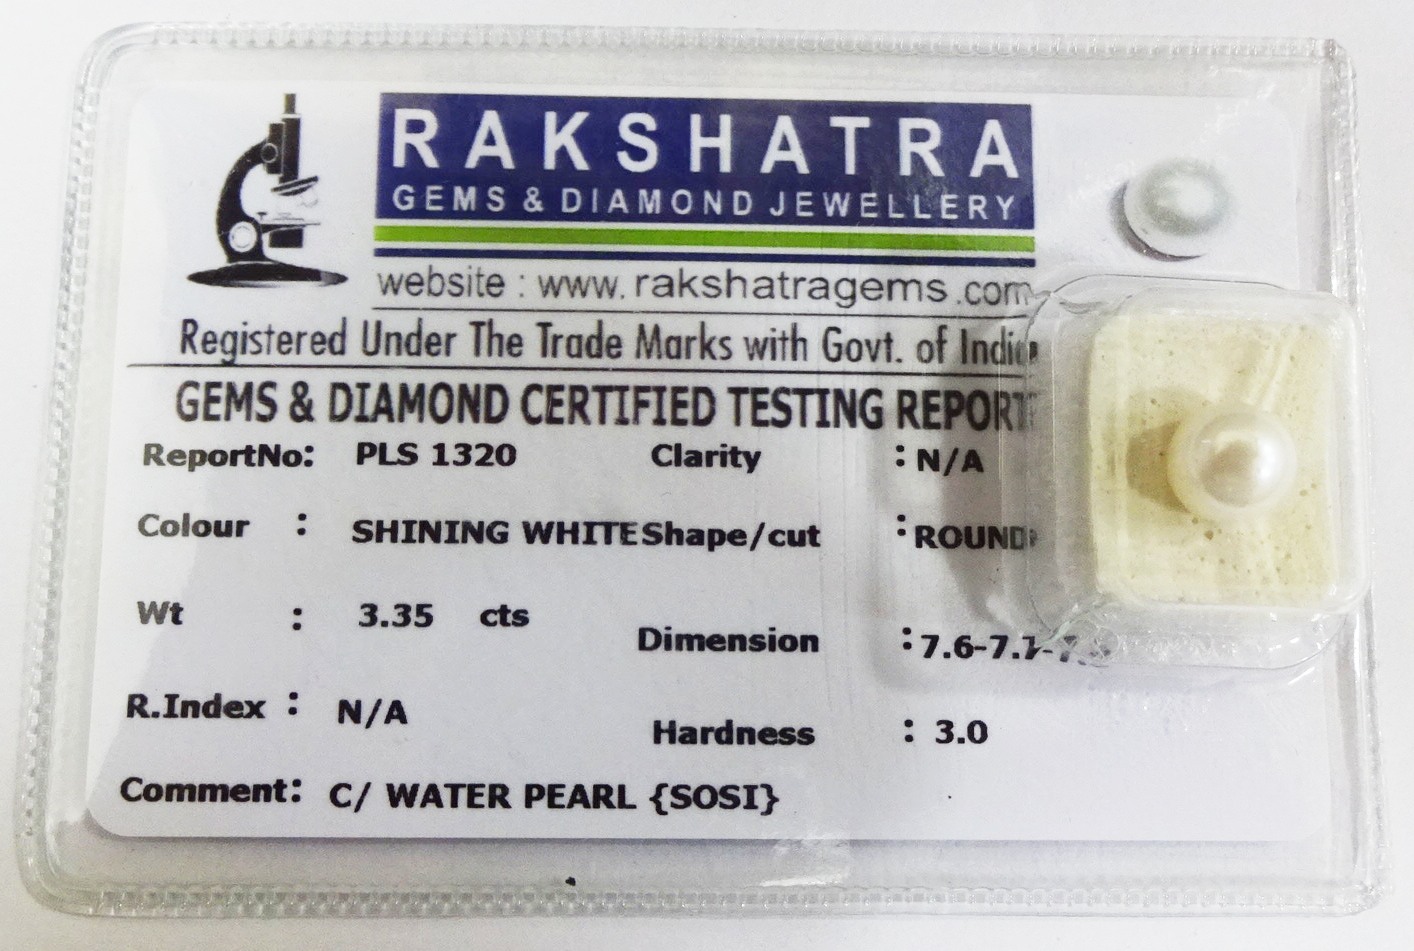 RAKSHATRA
GEMS & DIAMOND JEWELLERY
website : www.rakshatragems.com
Registered Under The Trade Marks with Govt. of India
GEMS & DIAMOND CERTIFIED TESTING REPORT
ReportNo: PLS 1320 Clarity : N/A
Colour : SHINING WHITE Shape/cut : ROUND
Wt : 3.35 cts
Dimension :
R.Index : N/A
Hardness : 3.0
Comment: C/ WATER PEARL {SOSI}